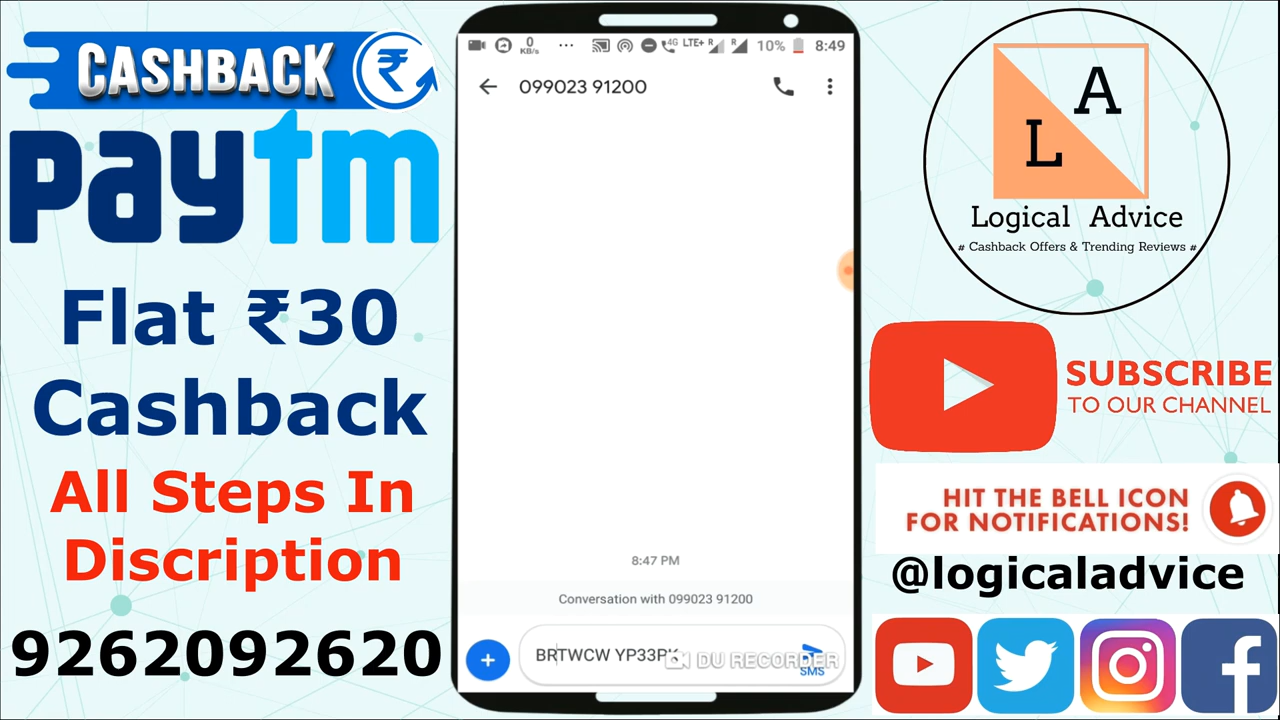 CASHBACK ₹
paytm
Flat ₹30
Cashback
All Steps In
Discription
9262092620
0
KB/s
...
4G
LTE+
R
R
10%
8:49
099023 91200
8:47 PM
Conversation with 099023 91200
BRTWCW
DU RECORDER
SMS
A
L
Logical Advice
# Cashback Offers & Trending Reviews #
SUBSCRIBE
TO OUR CHANNEL
HIT THE BELL ICON
FOR NOTIFICATIONS!
@logicaladvice
f